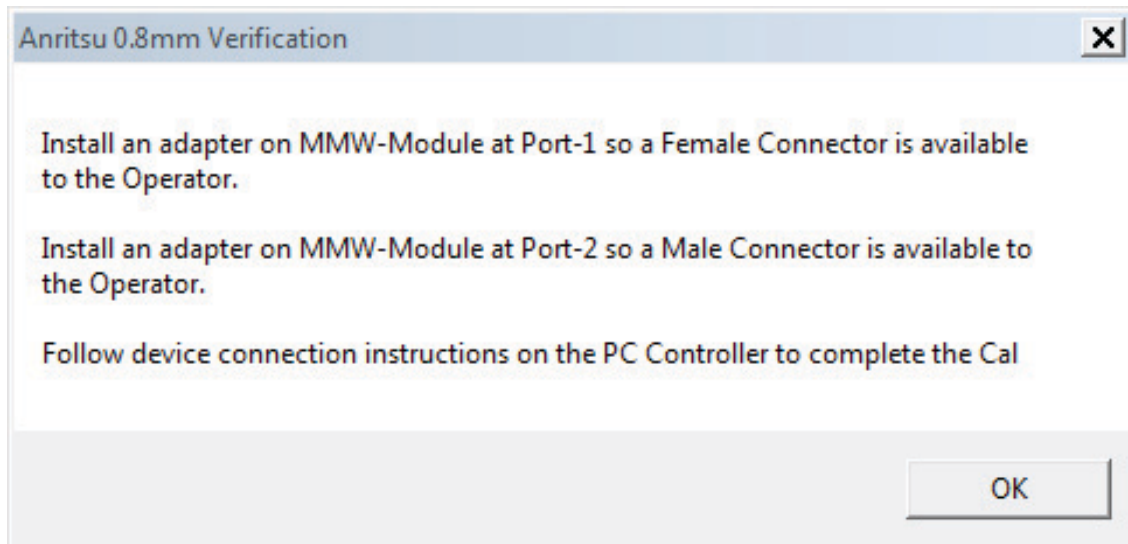 Anritsu 0.8mm Verification
Install an adapter on MMW-Module at Port-1 so a Female Connector is available
to the Operator.
Install an adapter on MMW-Module at Port-2 so a Male Connector is available to
the Operator.
Follow device connection instructions on the PC Controller to complete the Cal
OK